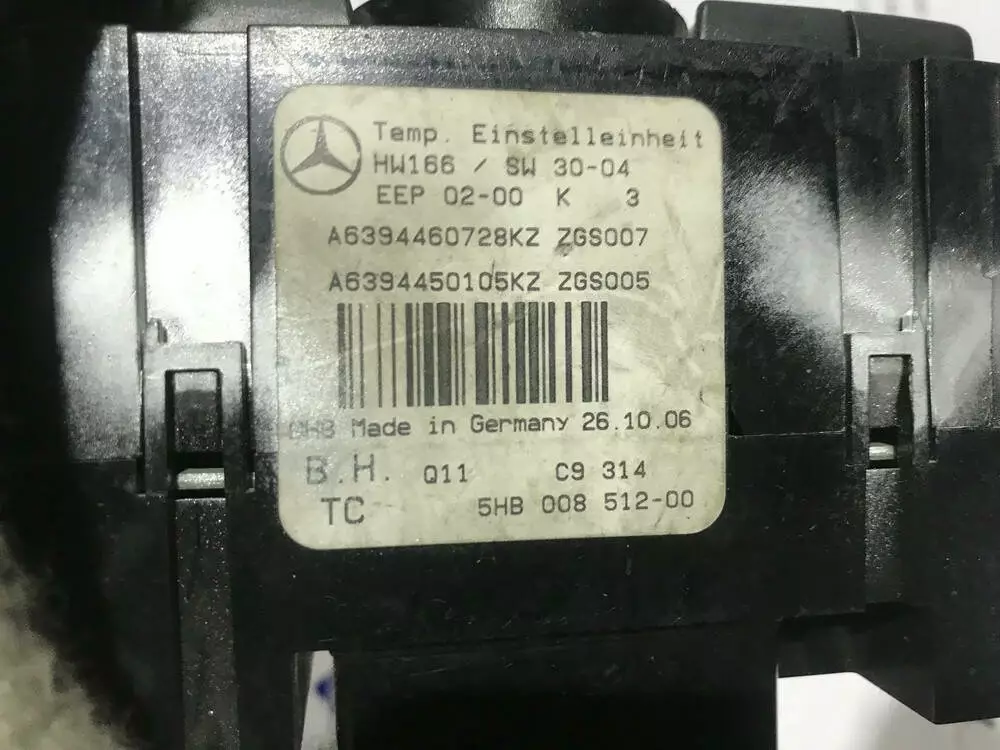 Temp. Einstelleinheit
HW166 / SW 30-04
EEP 02-00 K 3
A6394460728KZ ZGS007
A6394450105KZ ZGS005
Made in Germany 26.10.06
B.H. Q11 C9 314
TC 5HB 008 512-00